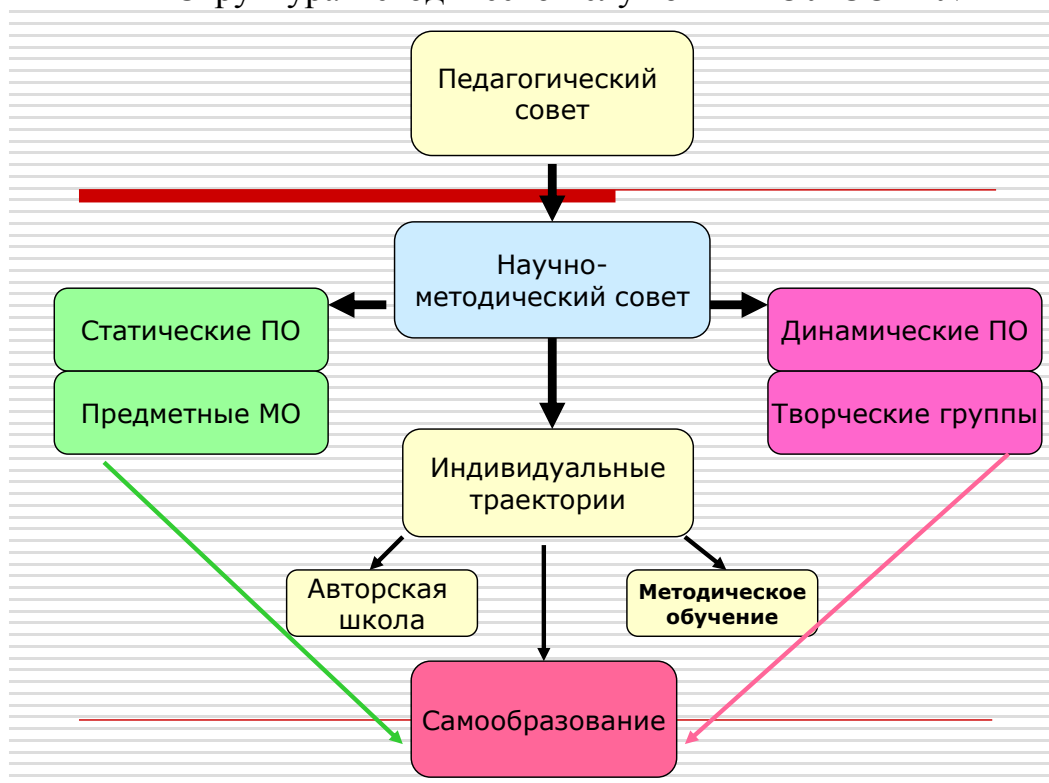 Педагогический
совет
Научно-
методический совет
Статические ПО
Динамические ПО
Предметные МО
Творческие группы
Индивидуальные
траектории
Авторская
школа
Методическое
обучение
Самообразование